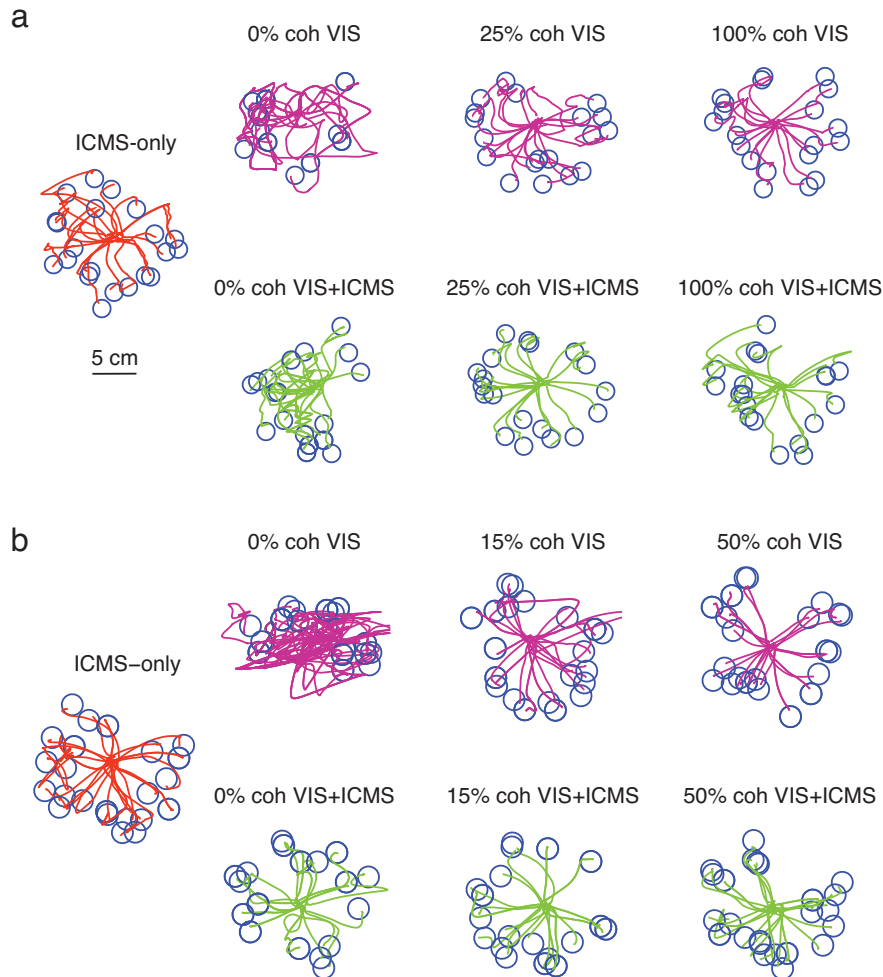 a
0% coh VIS
25% coh VIS
100% coh VIS
ICMS-only
0% coh VIS+ICMS
25% coh VIS+ICMS
100% coh VIS+ICMS
5 cm
b
0% coh VIS
15% coh VIS
50% coh VIS
ICMS–only
0% coh VIS+ICMS
15% coh VIS+ICMS
50% coh VIS+ICMS